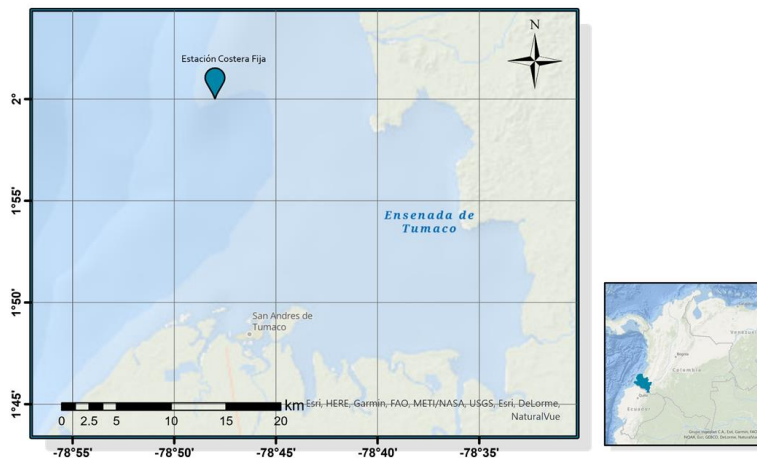 Estación Costera Fija
N
2°
1°55'
1°50'
1°45'
Ensenada de
Tumaco
San Andres de
Tumaco
km
0 2.5 5 10 15 20
Esri, HERE, Garmin, FAO, METI/NASA, USGS, Esri, DeLorme,
NaturalVue
-78°55' -78°50' -78°45' -78°40' -78°35'
Colombia